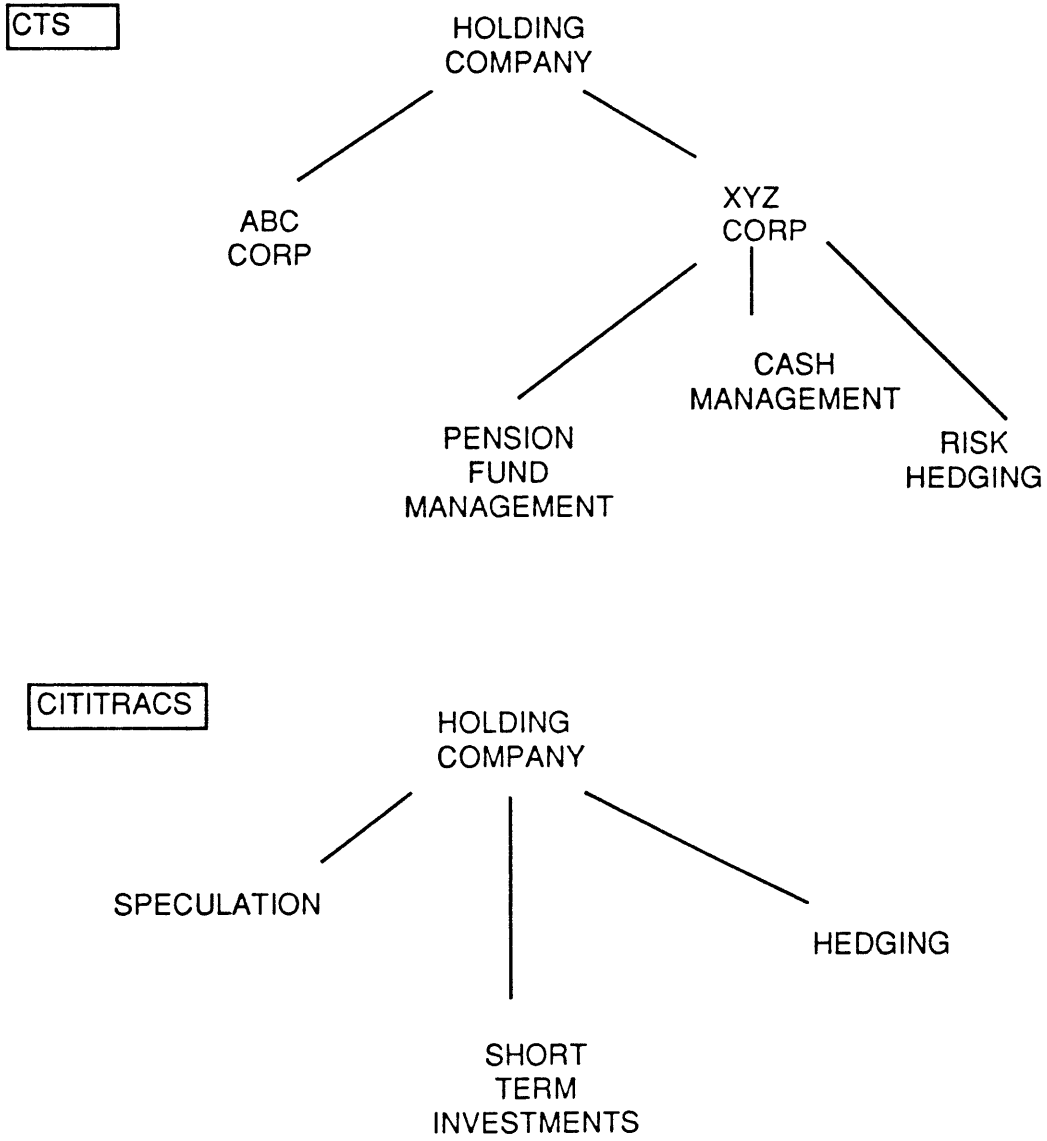 CTS
HOLDING
COMPANY
ABC
CORP
XYZ
CORP
CASH
MANAGEMENT
PENSION
FUND
MANAGEMENT
RISK
HEDGING
CITITRACS
HOLDING
COMPANY
SPECULATION
HEDGING
SHORT
TERM
INVESTMENTS